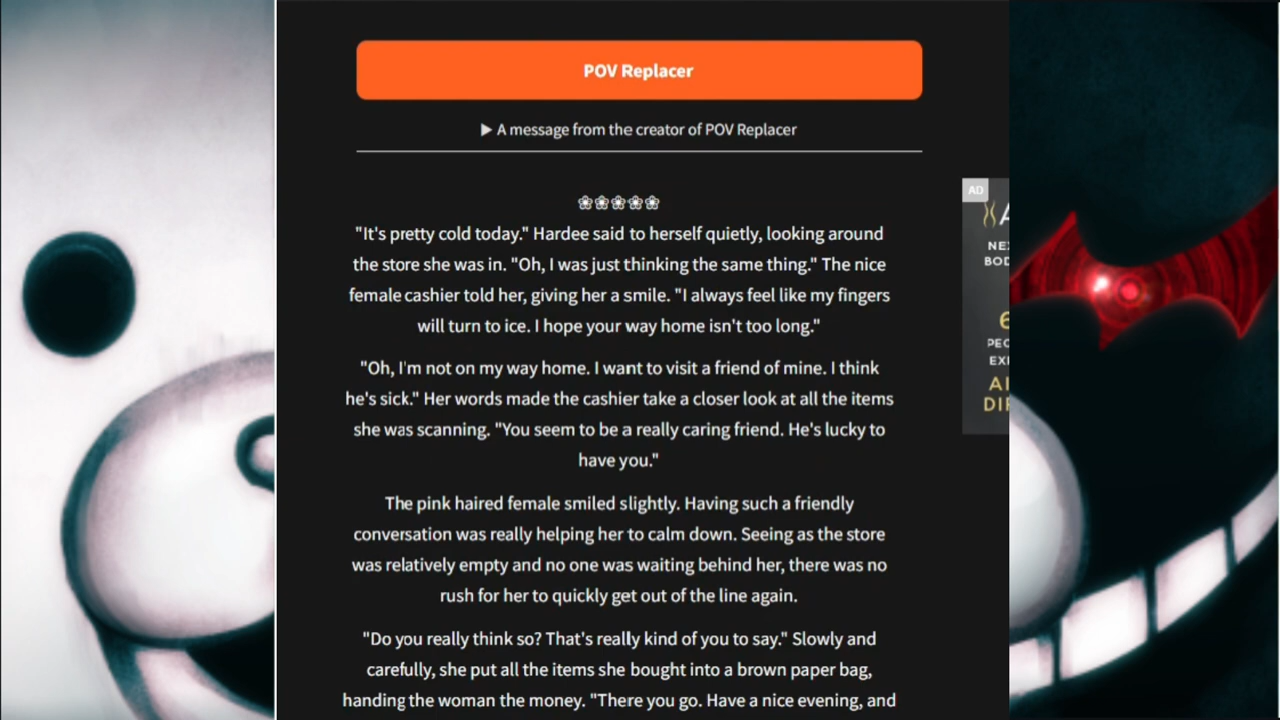 POV Replacer
▶ A message from the creator of POV Replacer
❀❀❀❀❀
"It's pretty cold today." Hardee said to herself quietly, looking around
the store she was in. "Oh, I was just thinking the same thing." The nice
female cashier told her, giving her a smile. "I always feel like my fingers
will turn to ice. I hope your way home isn't too long."
"Oh, I'm not on my way home. I want to visit a friend of mine. I think
he's sick." Her words made the cashier take a closer look at all the items
she was scanning. "You seem to be a really caring friend. He's lucky to
have you."
The pink haired female smiled slightly. Having such a friendly
conversation was really helping her to calm down. Seeing as the store
was relatively empty and no one was waiting behind her, there was no
rush for her to quickly get out of the line again.
"Do you really think so? That's really kind of you to say." Slowly and
carefully, she put all the items she bought into a brown paper bag,
handing the woman the money. "There you go. Have a nice evening, and
AD